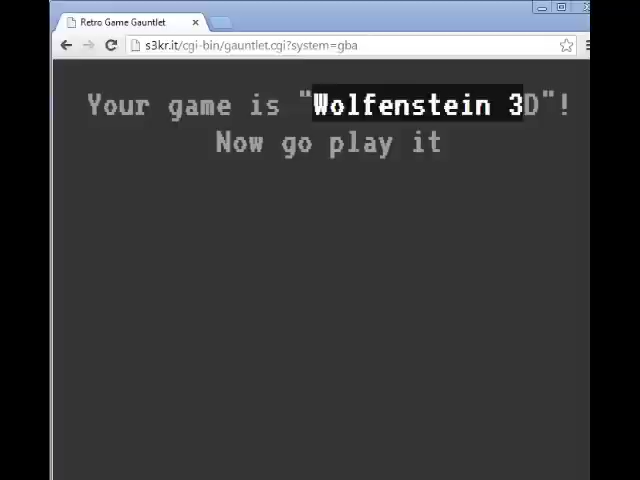 Retro Game Gauntlet
s3kr.it/cgi-bin/gauntlet.cgi?system=gba
Your game is "Wolfenstein 3D"!
Now go play it